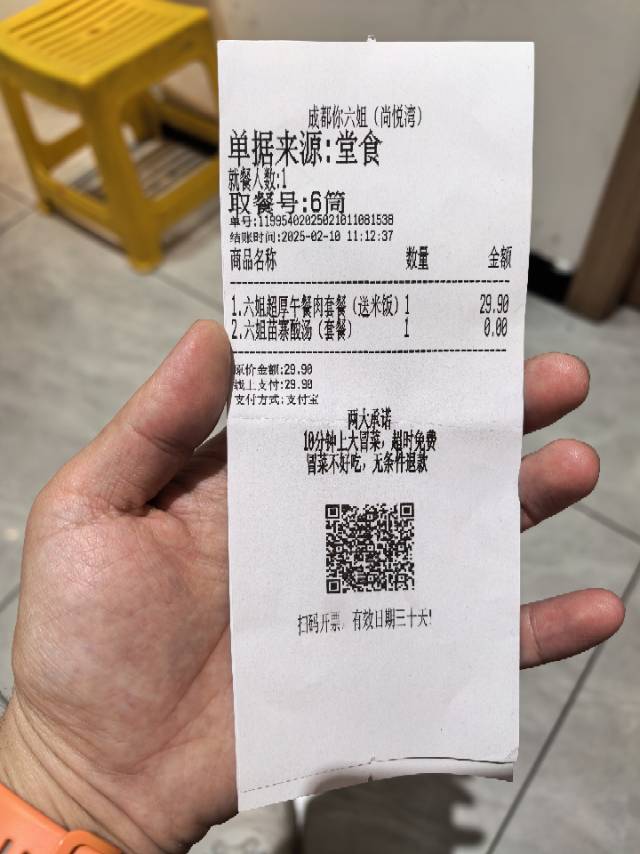 成都你六姐（尚悦湾）
单据来源:堂食
就餐人数:1
取餐号:6筒
单号:11995402025021011081538
结账时间:2025-02-10 11:12:37
商品名称 数量 金额
1.六姐超厚午餐肉套餐（送米饭） 1 29.90
2.六姐苗寨酸汤（套餐） 1 0.00
原价金额:29.90
线上支付:29.90
支付方式:支付宝
两大承诺
10分钟上大冒菜，超时免费
冒菜不好吃，无条件退款
扫码开票，有效日期三十天!